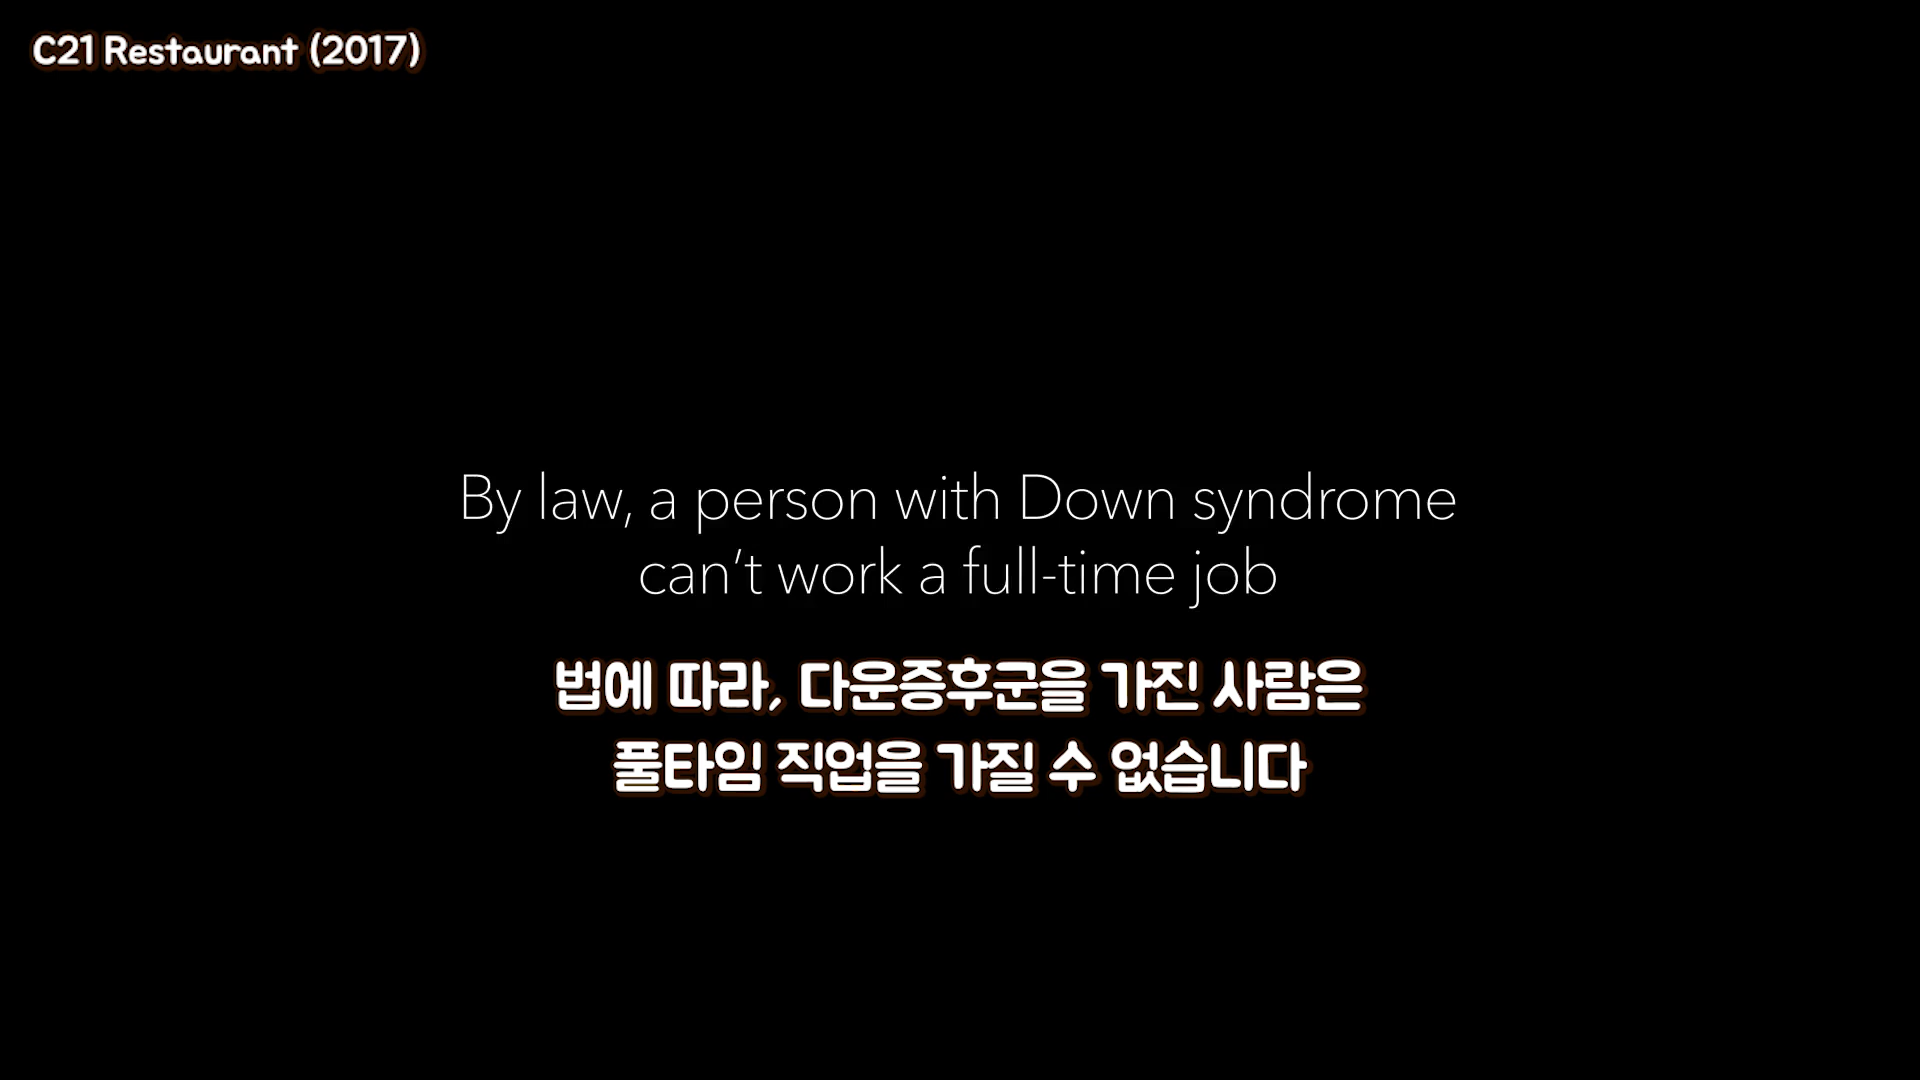 C21 Restaurant (2017)
By law, a person with Down syndrome
can’t work a full-time job
법에 따라, 다운증후군을 가진 사람은
풀타임 직업을 가질 수 없습니다